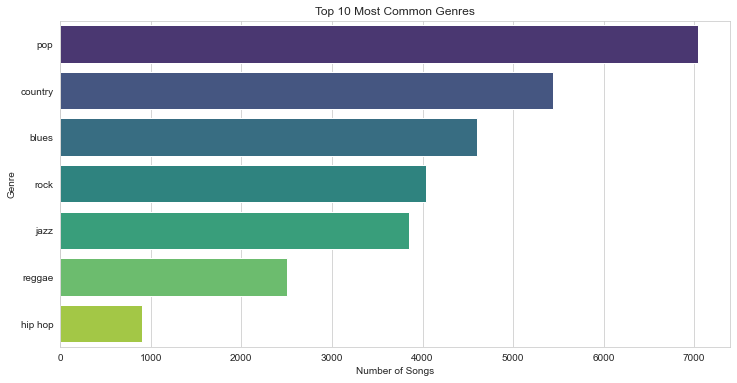 Top 10 Most Common Genres
Genre
pop
country
blues
rock
jazz
reggae
hip hop
0 1000 2000 3000 4000 5000 6000 7000
Number of Songs